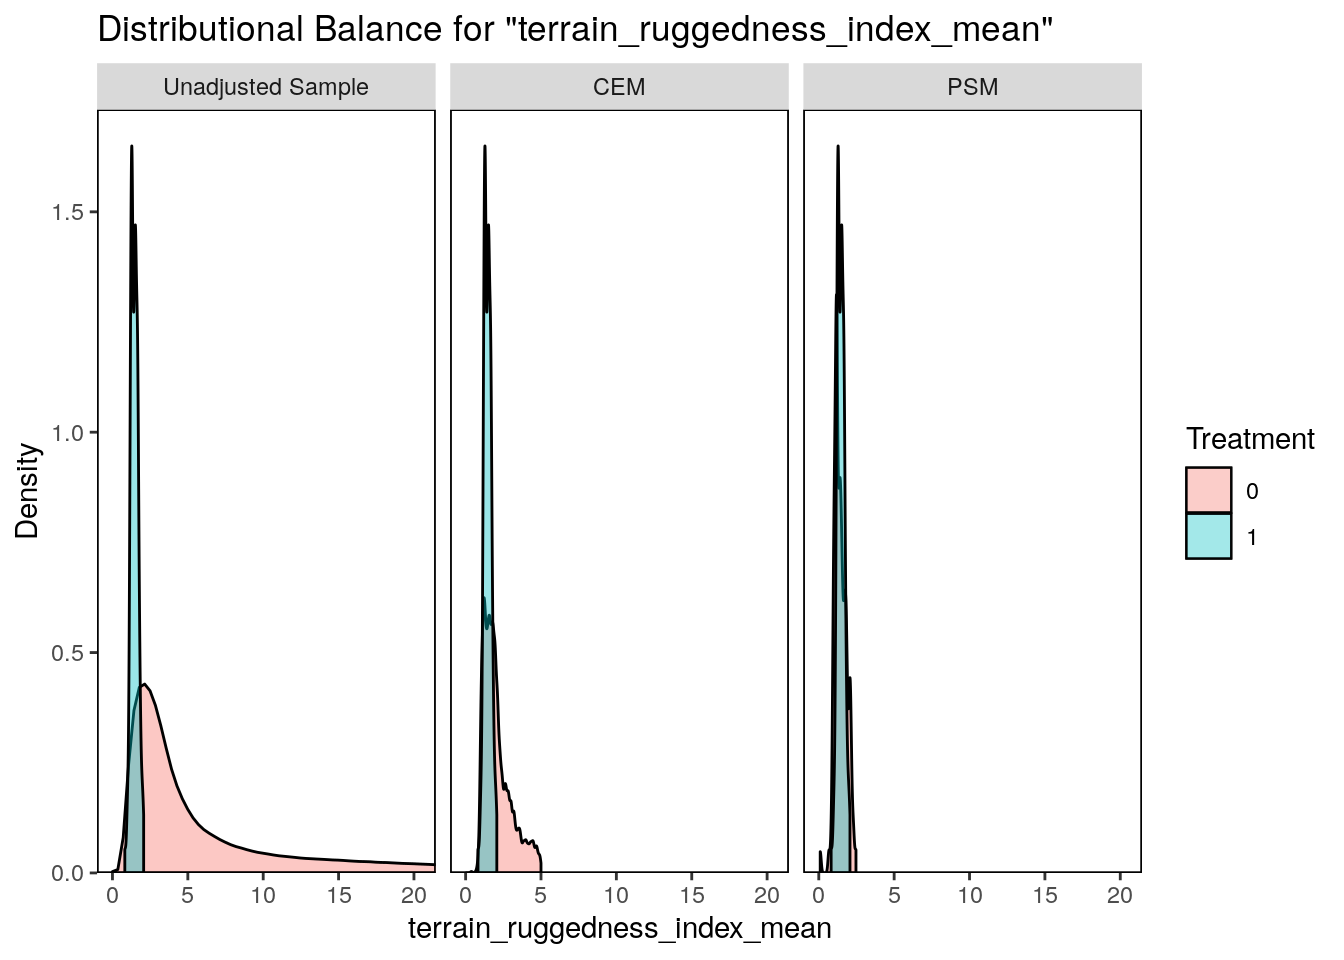 Distributional Balance for "terrain_ruggedness_index_mean"
Unadjusted Sample
CEM
PSM
1.5
1.0
0.5
0.0
Density
0 5 10 15 20
0 5 10 15 20
0 5 10 15 20
terrain_ruggedness_index_mean
Treatment
0
1